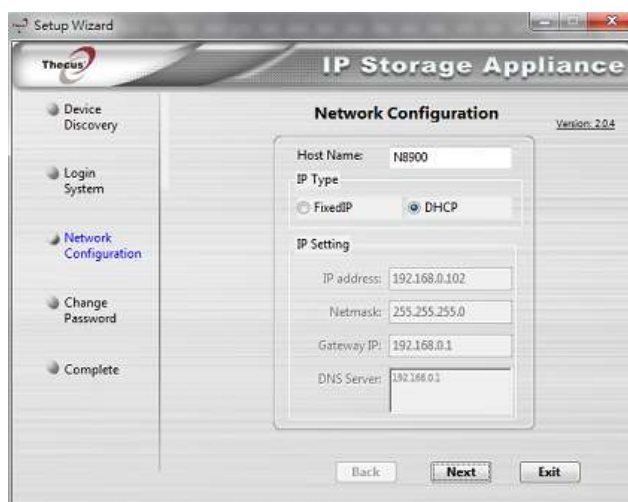 Setup Wizard
Thecus
IP Storage Appliance
Device
Discovery
Login
System
Network
Configuration
Change
Password
Complete
Network Configuration
Version: 2.0.4
Host Name: N8900
IP Type
FixedIP DHCP
IP Setting
IP address: 192.168.0.102
Netmask: 255.255.255.0
Gateway IP: 192.168.0.1
DNS Server: 192.168.0.1
Back Next Exit